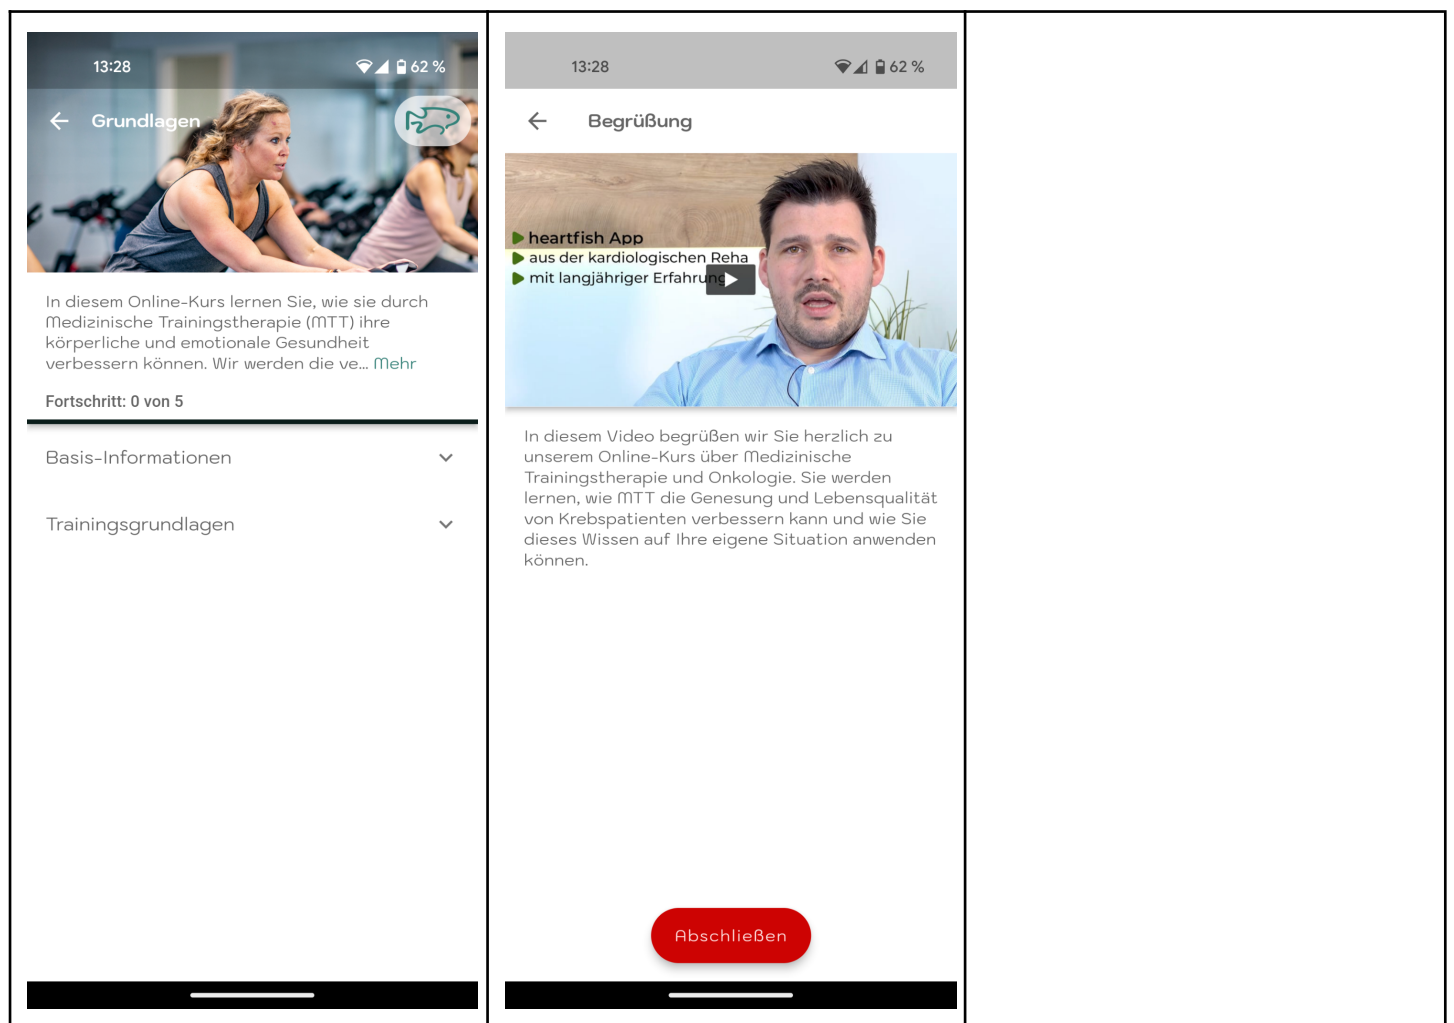 13:28
62 %
Grundlagen
In diesem Online-Kurs lernen Sie, wie sie durch
Medizinische Trainingstherapie (MTT) ihre
körperliche und emotionale Gesundheit
verbessern können. Wir werden die ve... Mehr
Fortschritt: 0 von 5
Basis-Informationen
Trainingsgrundlagen
13:28
62 %
Begrüßung
heartfish App
aus der kardiologischen Reha
mit langjähriger Erfahrung
In diesem Video begrüßen wir Sie herzlich zu
unserem Online-Kurs über Medizinische
Trainingstherapie und Onkologie. Sie werden
lernen, wie MTT die Genesung und Lebensqualität
von Krebspatienten verbessern kann und wie Sie
dieses Wissen auf Ihre eigene Situation anwenden
können.
Abschließen